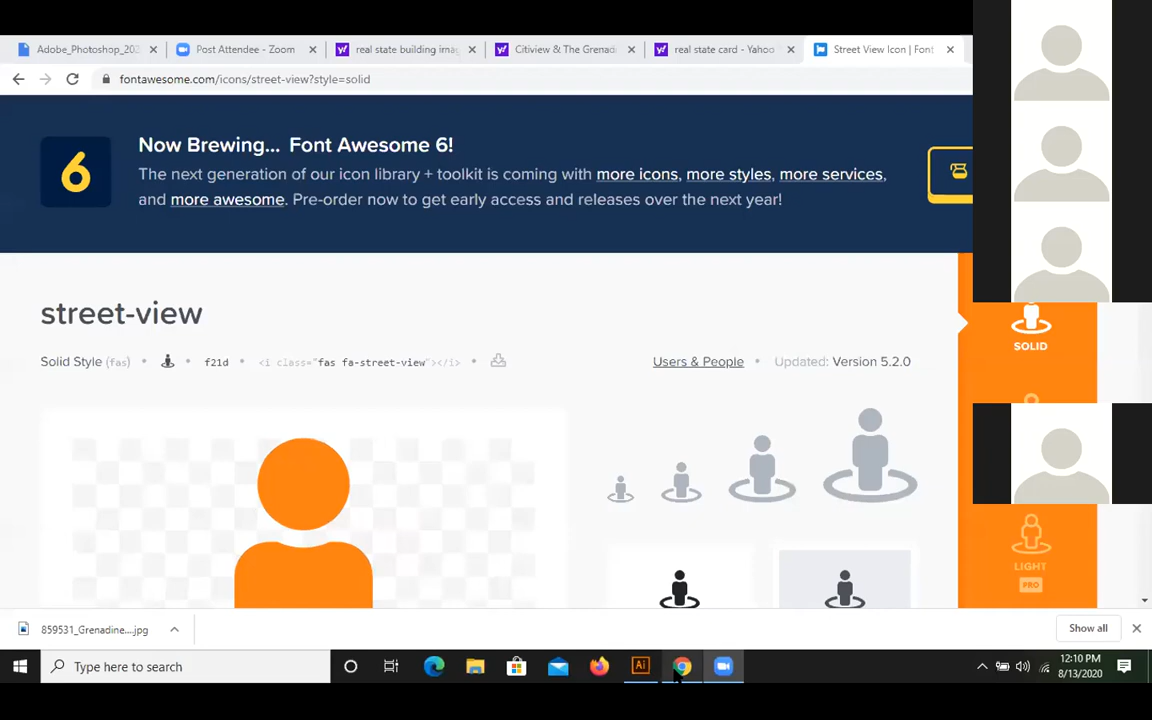 Adobe_Photoshop_202
Post Attendee - Zoom
real state building imag
Citiview & The Grenad
real state card - Yahoo
Street View Icon | Font
fontawesome.com/icons/street-view?style=solid
6
Now Brewing... Font Awesome 6!
The next generation of our icon library + toolkit is coming with more icons, more styles, more services,
and more awesome. Pre-order now to get early access and releases over the next year!
street-view
Solid Style (fas) • • f21d • <i class="fas fa-street-view"></i> •
Users & People • Updated: Version 5.2.0
SOLID
LIGHT
PRO
859531_Grenadine....jpg
Show all
Type here to search
Ai
12:10 PM
8/13/2020